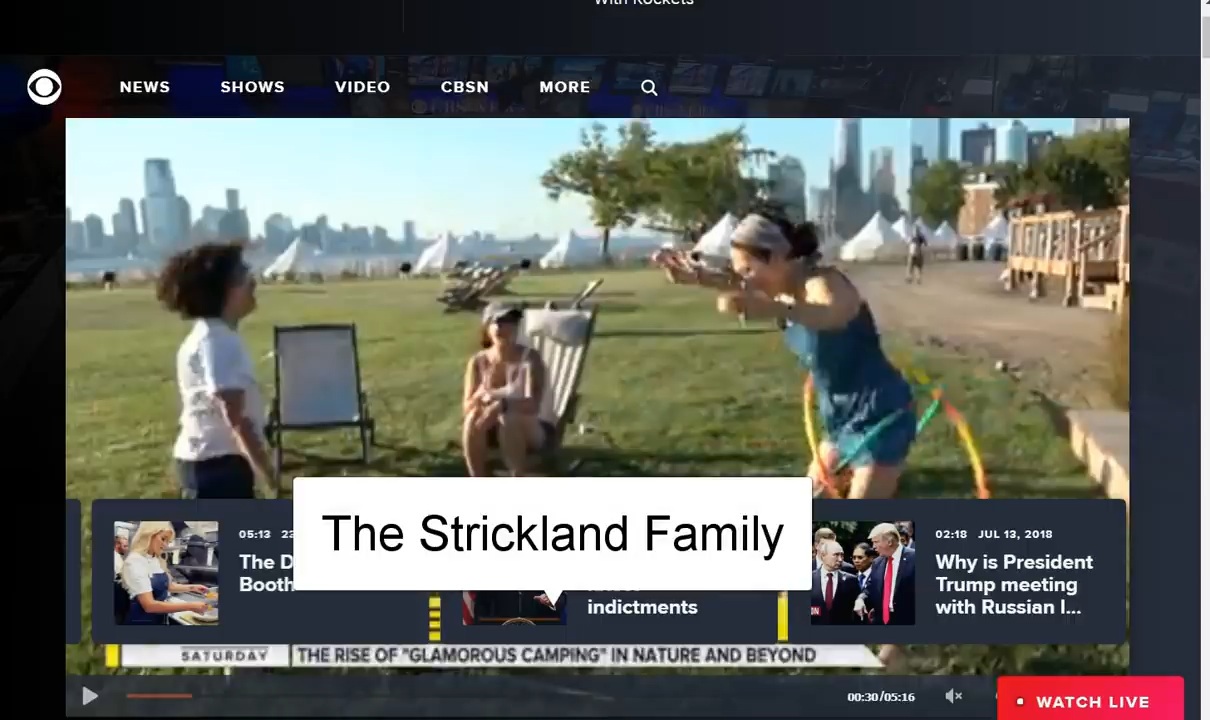 With Rockets
NEWS SHOWS VIDEO CBSN MORE
The Strickland Family
05:13
The D
Booth
indictments
02:18 JUL 13, 2018
Why is President
Trump meeting
with Russian l...
SATURDAY THE RISE OF "GLAMOROUS CAMPING" IN NATURE AND BEYOND
00:30/05:16
WATCH LIVE